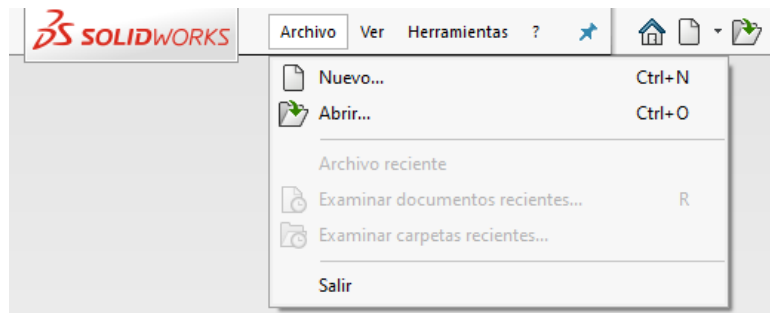 SOLIDWORKS Archivo Ver Herramientas ?
Nuevo... Ctrl+N
Abrir... Ctrl+O
Archivo reciente
Examinar documentos recientes... R
Examinar carpetas recientes...
Salir